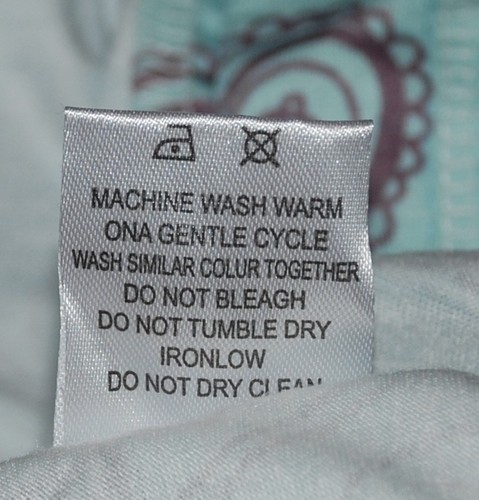 MACHINE WASH WARM
ONA GENTLE CYCLE
WASH SIMILAR COLUR TOGETHER
DO NOT BLEAGH
DO NOT TUMBLE DRY
IRONLOW
DO NOT DRY CLEAN